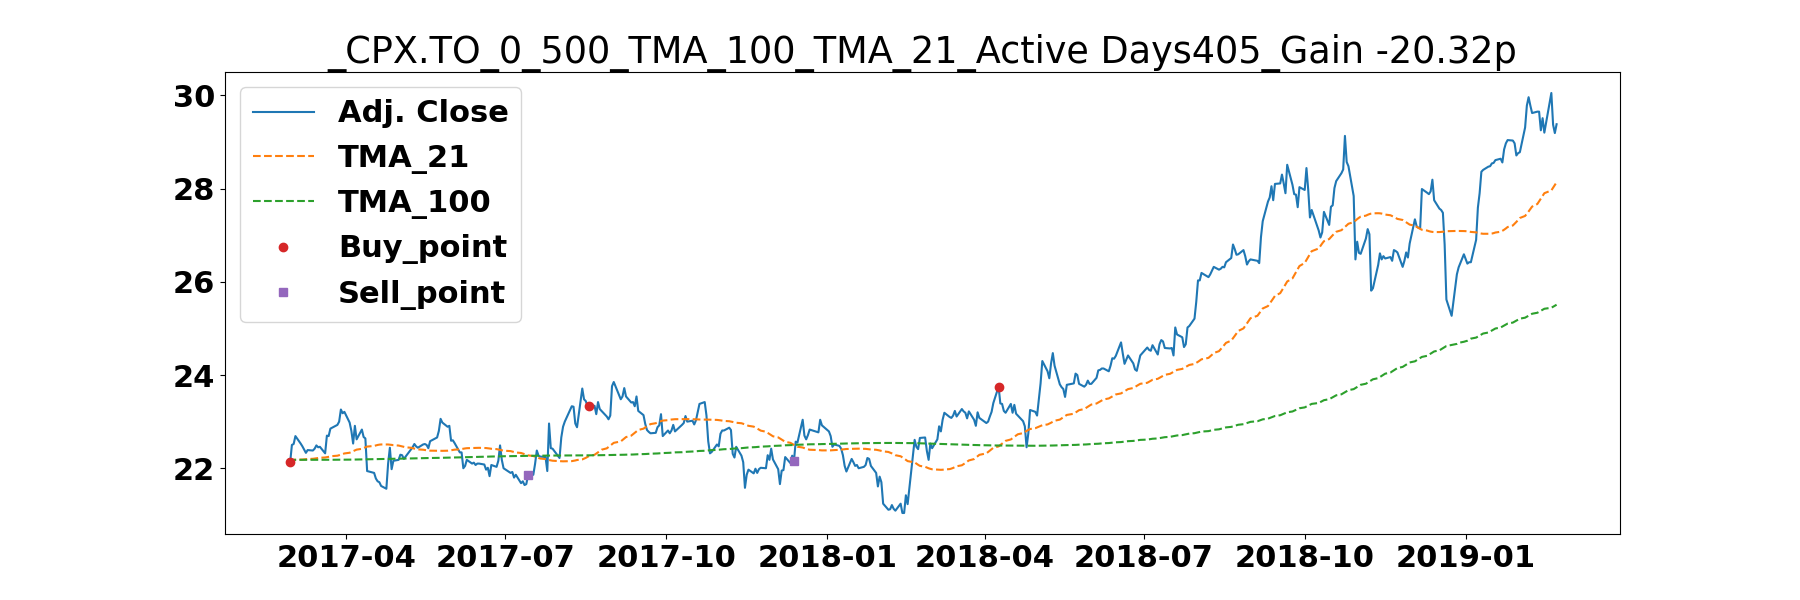 _CPX.TO_0_500_TMA_100_TMA_21_Active Days405_Gain -20.32p
30
28
26
24
22
Adj. Close
TMA_21
TMA_100
Buy_point
Sell_point
2017-04 2017-07 2017-10 2018-01 2018-04 2018-07 2018-10 2019-01